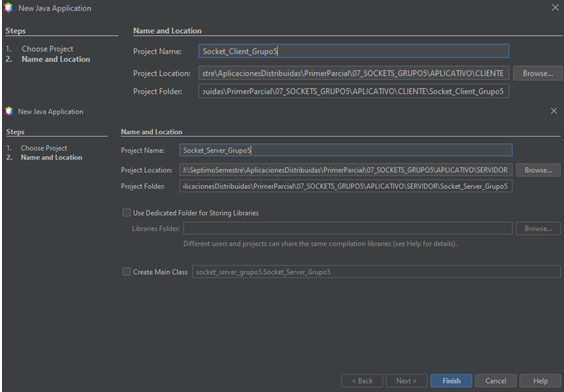 New Java Application
Steps
Name and Location
1. Choose Project
2. Name and Location
Project Name: Socket_Client_Grupo5
Project Location: stre\AplicacionesDistribuidas\PrimerParcial\07_SOCKETS_GRUPO5\APLICATIVO\CLIENTE Browse...
Project Folder: uidas\PrimerParcial\07_SOCKETS_GRUPO5\APLICATIVO\CLIENTE\Socket_Client_Grupo5
New Java Application
Steps
Name and Location
1. Choose Project
2. Name and Location
Project Name: Socket_Server_Grupo5
Project Location: \SeptimoSemestre\AplicacionesDistribuidas\PrimerParcial\07_SOCKETS_GRUPO5\APLICATIVO\SERVIDOR Browse...
Project Folder: licacionesDistribuidas\PrimerParcial\07_SOCKETS_GRUPO5\APLICATIVO\SERVIDOR\Socket_Server_Grupo5
Use Dedicated Folder for Storing Libraries
Libraries Folder: Browse...
Different users and projects can share the same compilation libraries (see Help for details).
Create Main Class socket_server_grupo5.Socket_Server_Grupo5
< Back Next > Finish Cancel Help